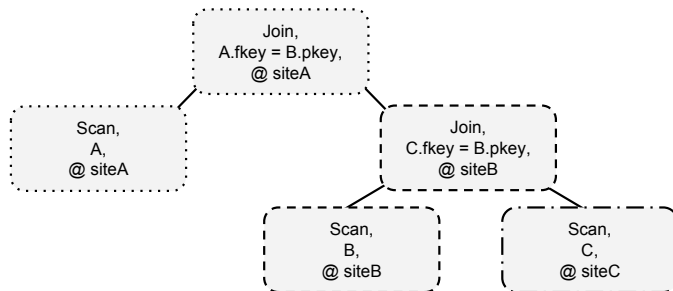 Join,
A.fkey = B.pkey,
@ siteA
Scan,
A,
@ siteA
Join,
C.fkey = B.pkey,
@ siteB
Scan,
B,
@ siteB
Scan,
C,
@ siteC